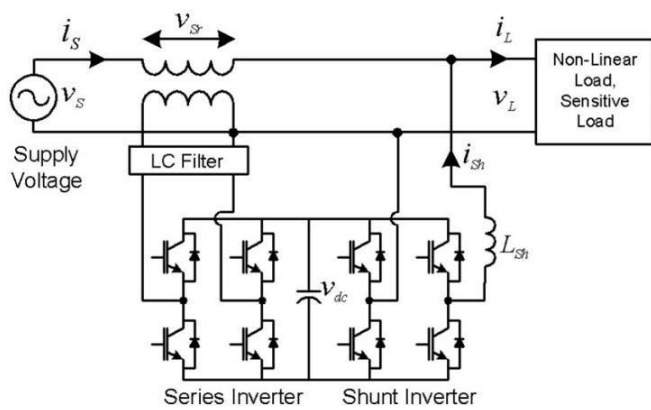 i_S
v_Sr
i_L
Non-Linear
Load,
Sensitive
Load
v_S
v_L
Supply
Voltage
LC Filter
i_Sh
L_Sh
v_dc
Series Inverter
Shunt Inverter